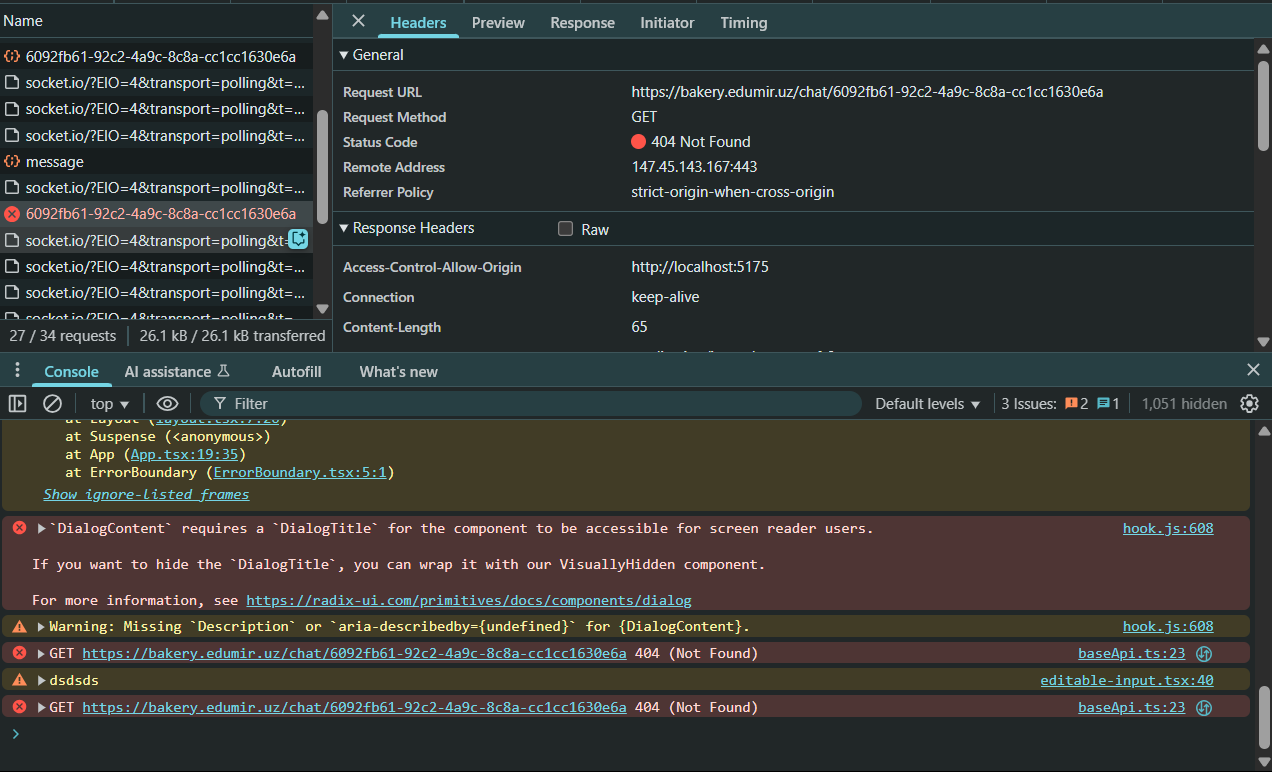 Name
6092fb61-92c2-4a9c-8c8a-cc1cc1630e6a
socket.io/?EIO=4&transport=polling&t=...
socket.io/?EIO=4&transport=polling&t=...
socket.io/?EIO=4&transport=polling&t=...
message
socket.io/?EIO=4&transport=polling&t=...
6092fb61-92c2-4a9c-8c8a-cc1cc1630e6a
socket.io/?EIO=4&transport=polling&t=
socket.io/?EIO=4&transport=polling&t=...
socket.io/?EIO=4&transport=polling&t=...
socket.io/?EIO=4&transport=polling&t=...
27 / 34 requests 26.1 kB / 26.1 kB transferred
Headers Preview Response Initiator Timing
General
Request URL https://bakery.edumir.uz/chat/6092fb61-92c2-4a9c-8c8a-cc1cc1630e6a
Request Method GET
Status Code 404 Not Found
Remote Address 147.45.143.167:443
Referrer Policy strict-origin-when-cross-origin
Response Headers Raw
Access-Control-Allow-Origin http://localhost:5175
Connection keep-alive
Content-Length 65
Console AI assistance Autofill What's new
top Filter Default levels 3 Issues: 2 1 1,051 hidden
at Layout (layout.tsx:7:26)
at Suspense (<anonymous>)
at App (App.tsx:19:35)
at ErrorBoundary (ErrorBoundary.tsx:5:1)
Show ignore-listed frames
`DialogContent` requires a `DialogTitle` for the component to be accessible for screen reader users. hook.js:608
If you want to hide the `DialogTitle`, you can wrap it with our VisuallyHidden component.
For more information, see https://radix-ui.com/primitives/docs/components/dialog
Warning: Missing `Description` or `aria-describedby={undefined}` for {DialogContent}. hook.js:608
GET https://bakery.edumir.uz/chat/6092fb61-92c2-4a9c-8c8a-cc1cc1630e6a 404 (Not Found) baseApi.ts:23
dsdsds editable-input.tsx:40
GET https://bakery.edumir.uz/chat/6092fb61-92c2-4a9c-8c8a-cc1cc1630e6a 404 (Not Found) baseApi.ts:23